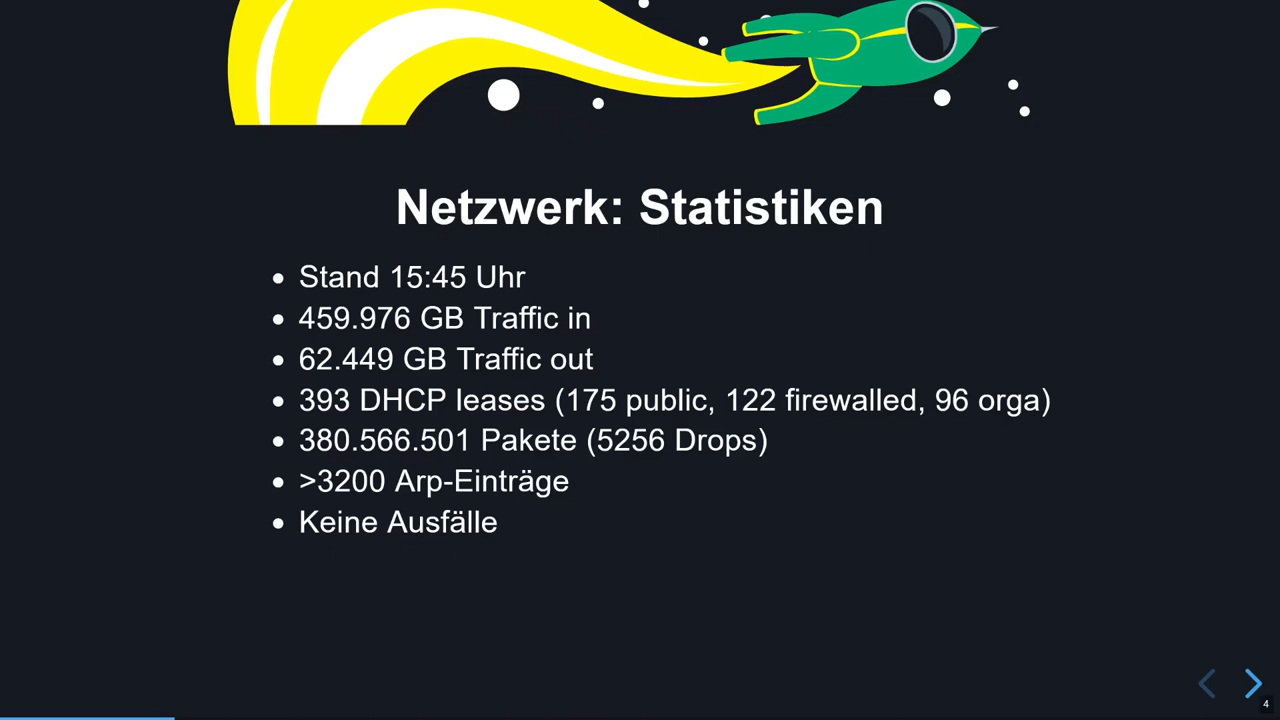 Netzwerk: Statistiken
Stand 15:45 Uhr
459.976 GB Traffic in
62.449 GB Traffic out
393 DHCP leases (175 public, 122 firewalled, 96 orga)
380.566.501 Pakete (5256 Drops)
>3200 Arp-Einträge
Keine Ausfälle
4